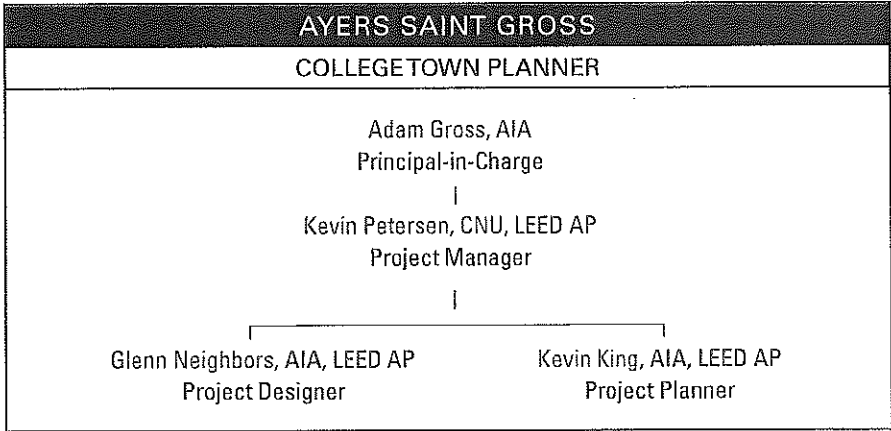 AYERS SAINT GROSS
COLLEGETOWN PLANNER
Adam Gross, AIA
Principal-in-Charge
Kevin Petersen, CNU, LEED AP
Project Manager
Glenn Neighbors, AIA, LEED AP
Project Designer
Kevin King, AIA, LEED AP
Project Planner